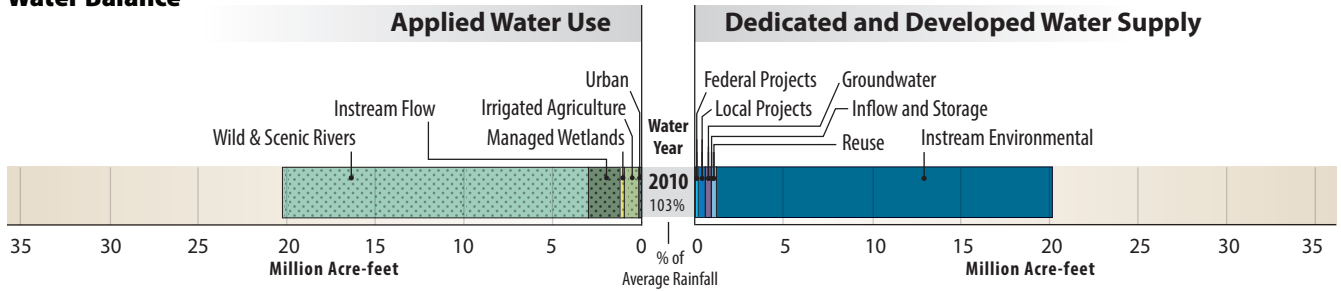 Water Balance
Applied Water Use
Dedicated and Developed Water Supply
Urban
Federal Projects
Groundwater
Instream Flow
Irrigated Agriculture
Local Projects
Inflow and Storage
Wild & Scenic Rivers
Managed Wetlands
Water
Year
Reuse
Instream Environmental
2010
103%
35 30 25 20 15 10 5 0
% of
Average Rainfall
0 5 10 15 20 25 30 35
Million Acre-feet
Million Acre-feet